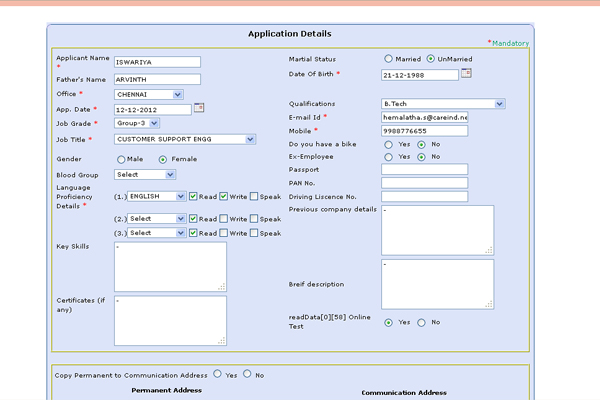 Application Details
*Mandatory
Applicant Name * ISWARIYA
Father's Name ARVINTH
Office * CHENNAI
App. Date * 12-12-2012
Job Grade * Group-3
Job Title * CUSTOMER SUPPORT ENGG
Gender Male Female
Blood Group Select
Language Proficiency Details *
(1.) ENGLISH Read Write Speak
(2.) Select Read Write Speak
(3.) Select Read Write Speak
Key Skills -
Certificates (if any) -
Martial Status Married UnMarried
Date Of Birth * 21-12-1988
Qualifications B.Tech
E-mail Id * hemalatha.s@careind.ne
Mobile * 9988776655
Do you have a bike Yes No
Ex-Employee Yes No
Passport
PAN No.
Driving Liscence No.
Previous company details -
Breif description -
readData[0][58] Online Test Yes No
Copy Permanent to Communication Address Yes No
Permanent Address
Communication Address